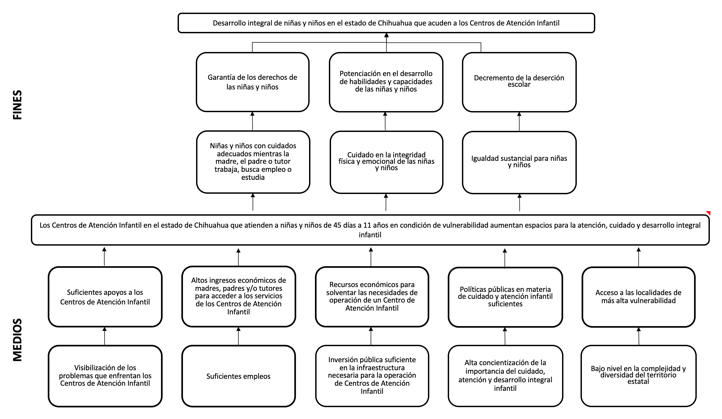 Desarrollo integral de niñas y niños en el estado de Chihuahua que acuden a los Centros de Atención Infantil
FINES
Garantía de los derechos de
las niñas y niños
Potenciación en el desarrollo
de habilidades y capacidades
de las niñas y niños
Decremento de la deserción
escolar
Niñas y niños con cuidados
adecuados mientras la
madre, el padre o tutor
trabaja, busca empleo o
estudia
Cuidado en la integridad
física y emocional de las niñas
y niños
Igualdad sustancial para niñas
y niños
Los Centros de Atención Infantil en el estado de Chihuahua que atienden a niñas y niños de 45 días a 11 años en condición de vulnerabilidad aumentan espacios para la atención, cuidado y desarrollo integral
infantil
MEDIOS
Suficientes apoyos a los
Centros de Atención Infantil
Altos ingresos económicos de
madres, padres y/o tutores
para acceder a los servicios
de los Centros de Atención
Infantil
Recursos económicos para
solventar las necesidades de
operación de un Centro de
Atención Infantil
Políticas públicas en materia
de cuidado y atención infantil
suficientes
Acceso a las localidades de
más alta vulnerabilidad
Visibilización de los
problemas que enfrentan los
Centros de Atención Infantil
Suficientes empleos
Inversión pública suficiente
en la infraestructura
necesaria para la operación
de Centros de Atención
Infantil
Alta concientización de la
importancia del cuidado,
atención y desarrollo integral
infantil
Bajo nivel en la complejidad y
diversidad del territorio
estatal